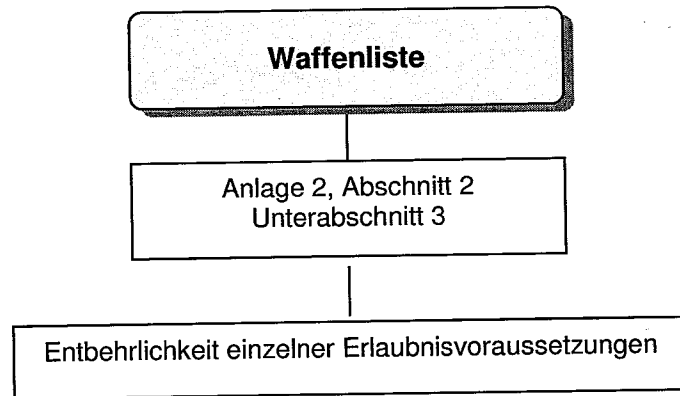 Waffenliste
Anlage 2, Abschnitt 2
Unterabschnitt 3
Entbehrlichkeit einzelner Erlaubnisvoraussetzungen